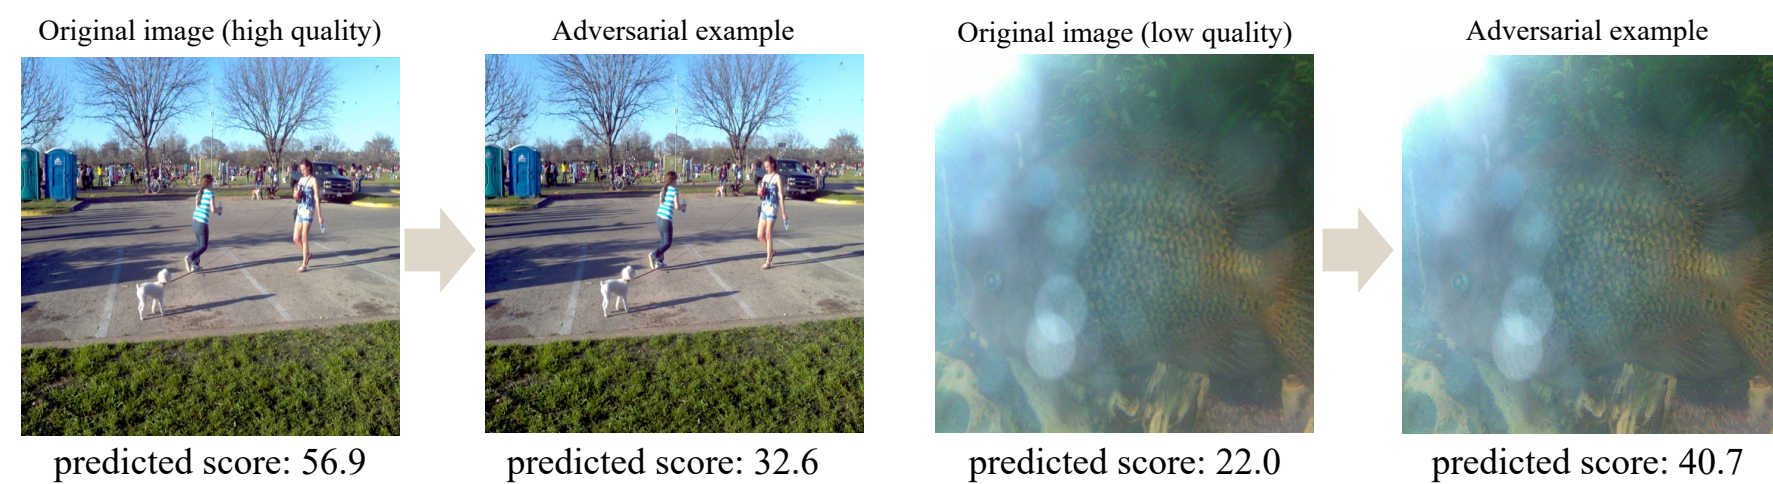 Original image (high quality)
Adversarial example
Original image (low quality)
Adversarial example
predicted score: 56.9
predicted score: 32.6
predicted score: 22.0
predicted score: 40.7